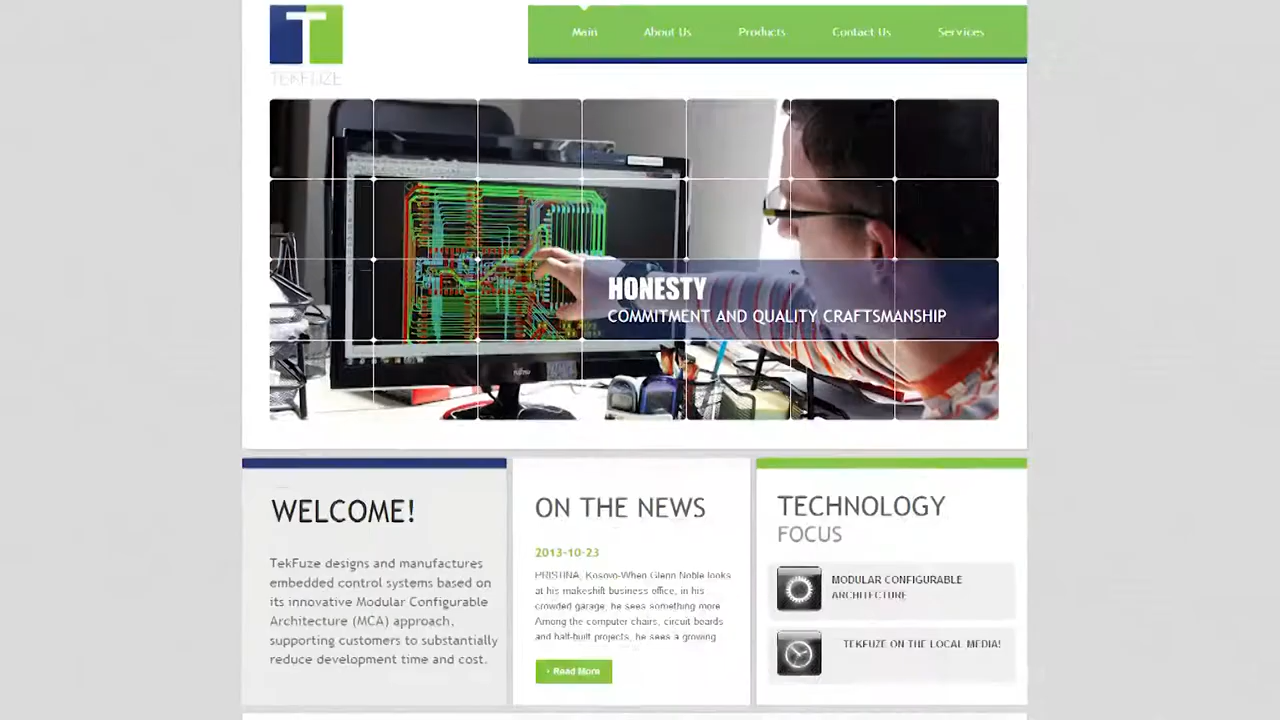 T
TEKFUZE
Main About Us Products Contact Us Services
HONESTY
COMMITMENT AND QUALITY CRAFTSMANSHIP
WELCOME!
TekFuze designs and manufactures
embedded control systems based on
its innovative Modular Configurable
Architecture (MCA) approach,
supporting customers to substantially
reduce development time and cost.
ON THE NEWS
2013-10-23
PRISTINA, Kosovo-When Glenn Noble looks
at his makeshift business office, in his
crowded garage, he sees something more.
Among the computer chairs, circuit boards
and half-built projects, he sees a growing
Read More
TECHNOLOGY
FOCUS
MODULAR CONFIGURABLE
ARCHITECTURE
TEKFUZE ON THE LOCAL MEDIA!